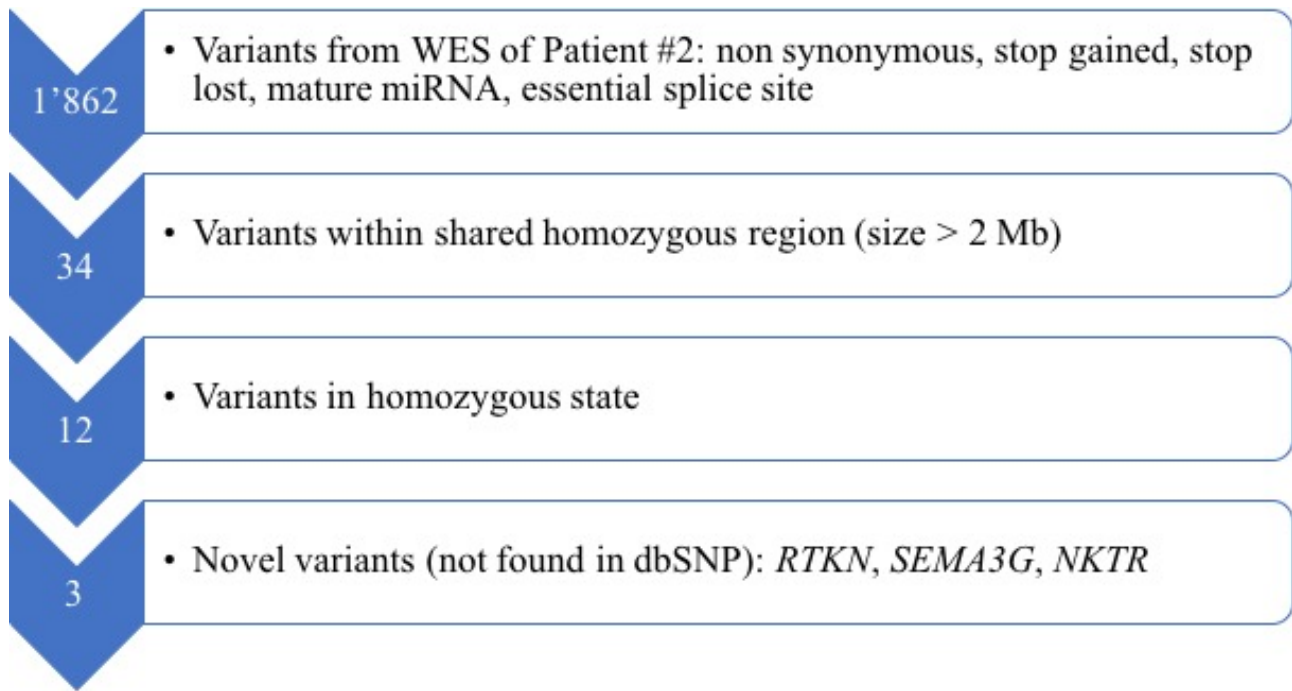 1’862
• Variants from WES of Patient #2: non synonymous, stop gained, stop
lost, mature miRNA, essential splice site
34
• Variants within shared homozygous region (size > 2 Mb)
12
• Variants in homozygous state
3
• Novel variants (not found in dbSNP): RTKN, SEMA3G, NKTR